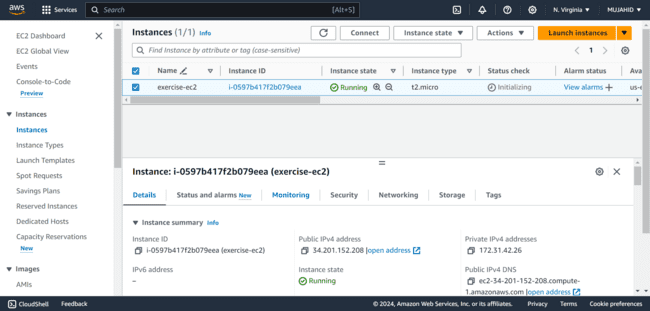 aws
Services
Search
[Alt+S]
N. Virginia
MUJAHID
EC2 Dashboard
EC2 Global View
Events
Console-to-Code
Preview
Instances
Instances
Instance Types
Launch Templates
Spot Requests
Savings Plans
Reserved Instances
Dedicated Hosts
Capacity Reservations
New
Images
AMIs
Instances (1/1) Info
Connect
Instance state
Actions
Launch instances
Find Instance by attribute or tag (case-sensitive)
1
Name
Instance ID
Instance state
Instance type
Status check
Alarm status
Ava
exercise-ec2
i-0597b417f2b079eea
Running
t2.micro
Initializing
View alarms +
us-e
Instance: i-0597b417f2b079eea (exercise-ec2)
Details
Status and alarms New
Monitoring
Security
Networking
Storage
Tags
Instance summary Info
Instance ID
i-0597b417f2b079eea (exercise-ec2)
Public IPv4 address
34.201.152.208 |open address
Private IPv4 addresses
172.31.42.26
IPv6 address
–
Instance state
Running
Public IPv4 DNS
ec2-34-201-152-208.compute-
1.amazonaws.com |open address
CloudShell
Feedback
© 2024, Amazon Web Services, Inc. or its affiliates.
Privacy
Terms
Cookie preferences